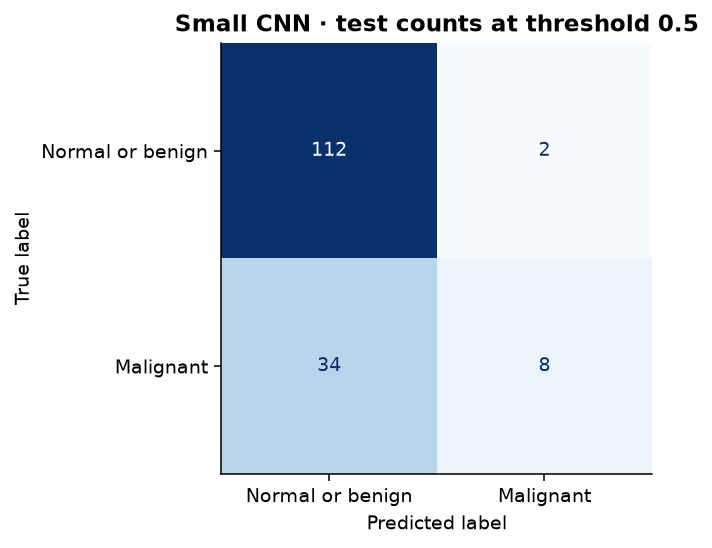 Small CNN · test counts at threshold 0.5
True label
Normal or benign
112
2
Malignant
34
8
Normal or benign
Malignant
Predicted label